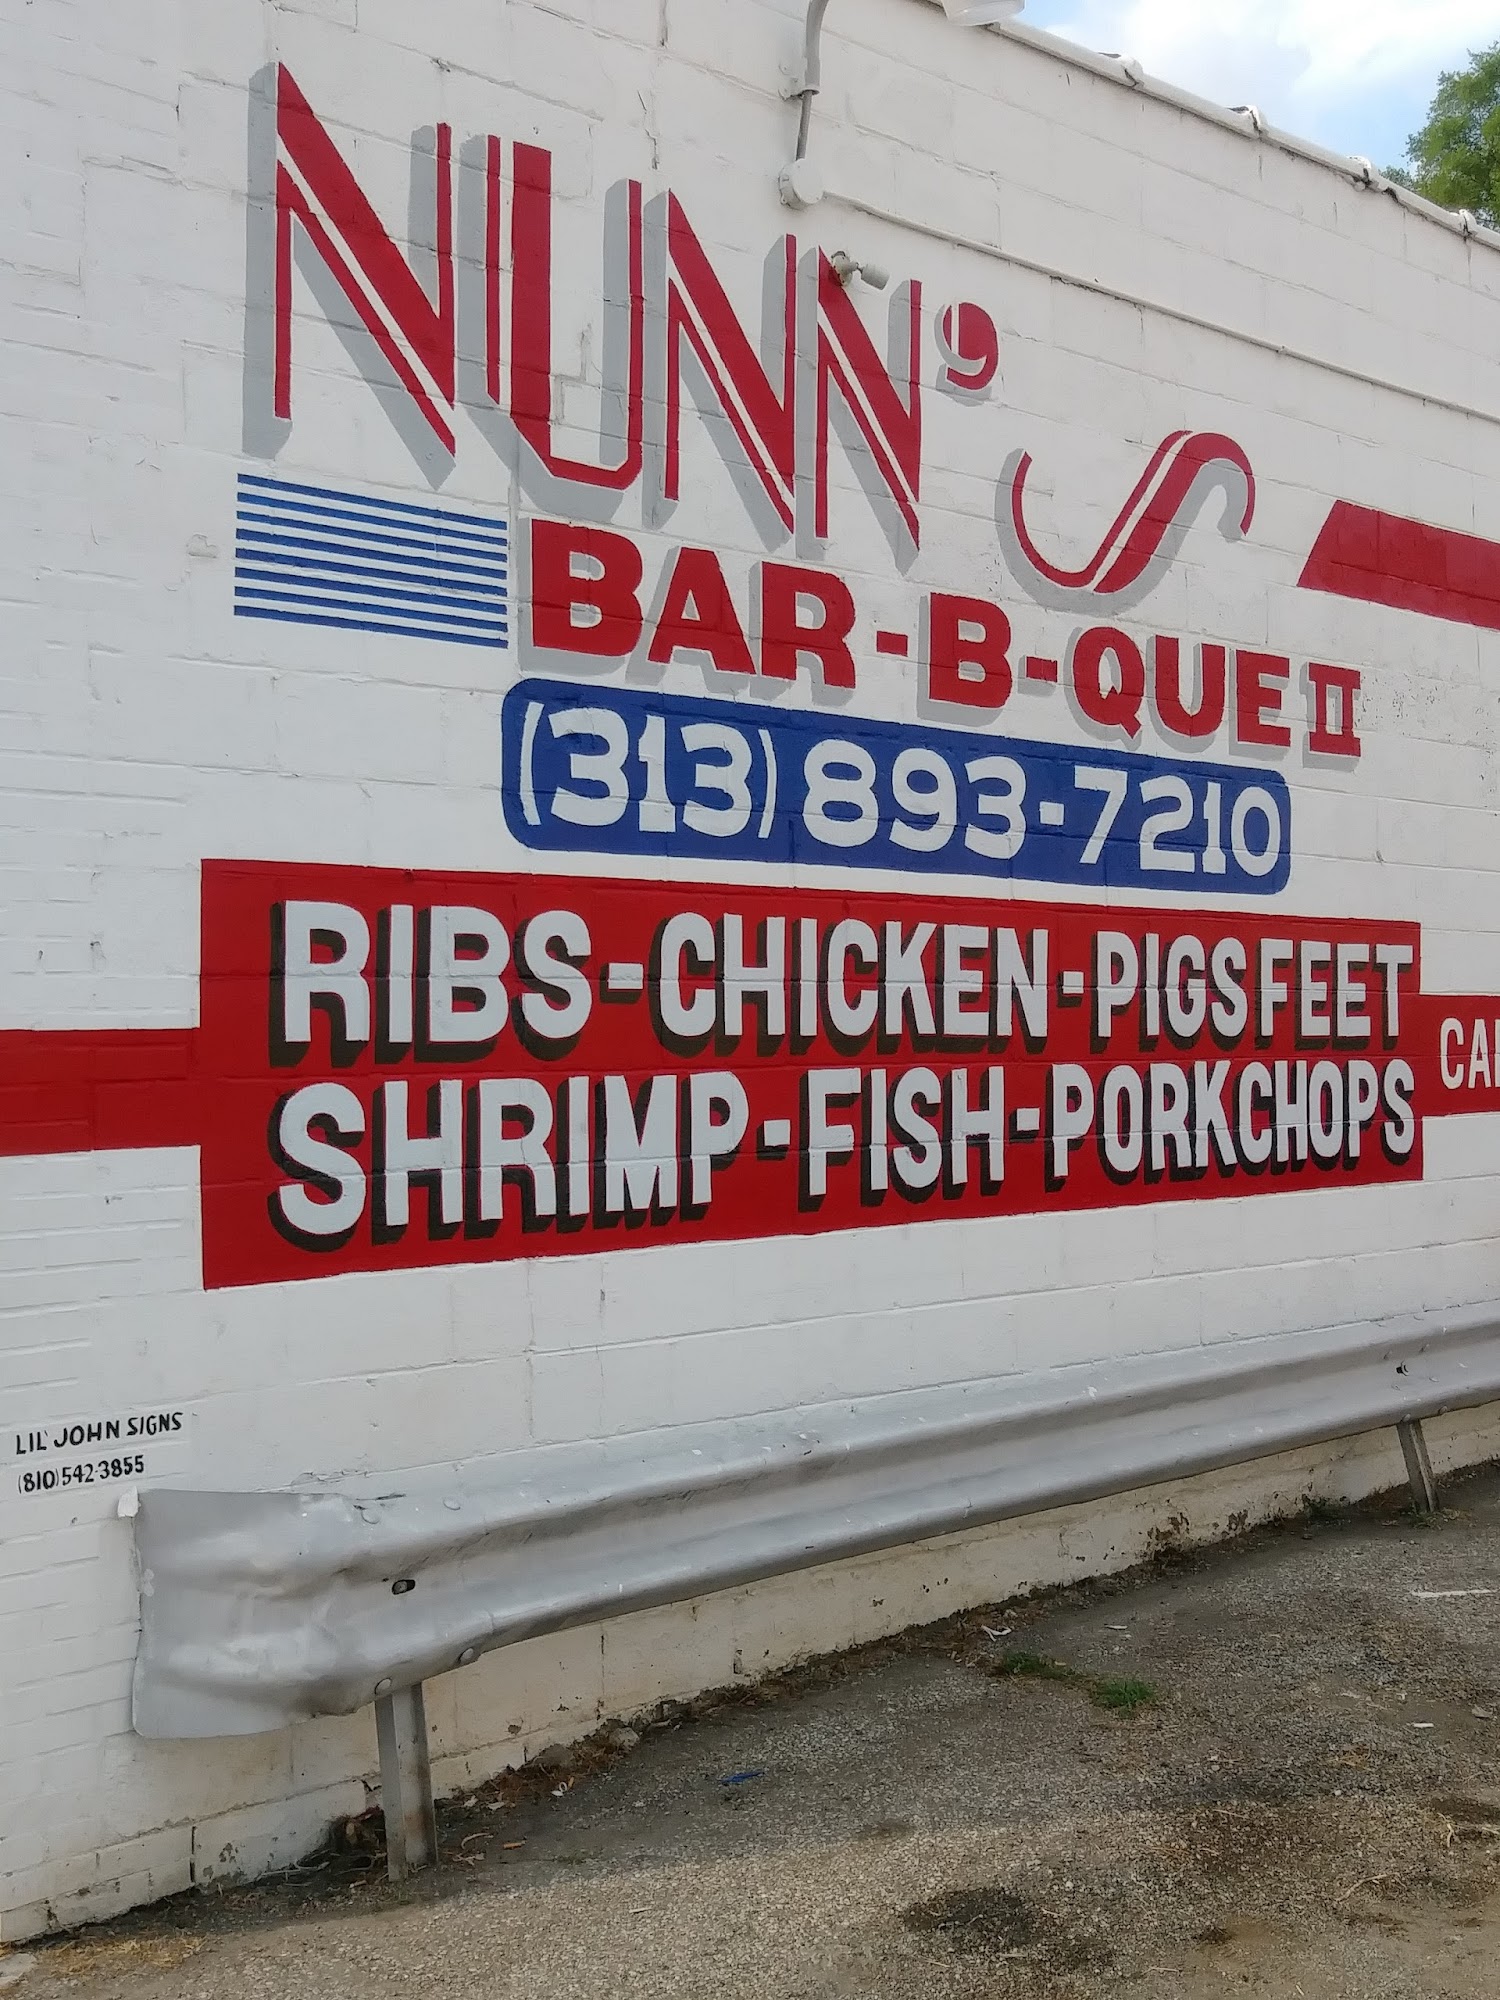 NUNN'S
BAR-B-QUE II
(313) 893-7210
RIBS-CHICKEN-PIGS FEET
SHRIMP-FISH-PORKCHOPS
LIL' JOHN SIGNS
(810) 542-3855